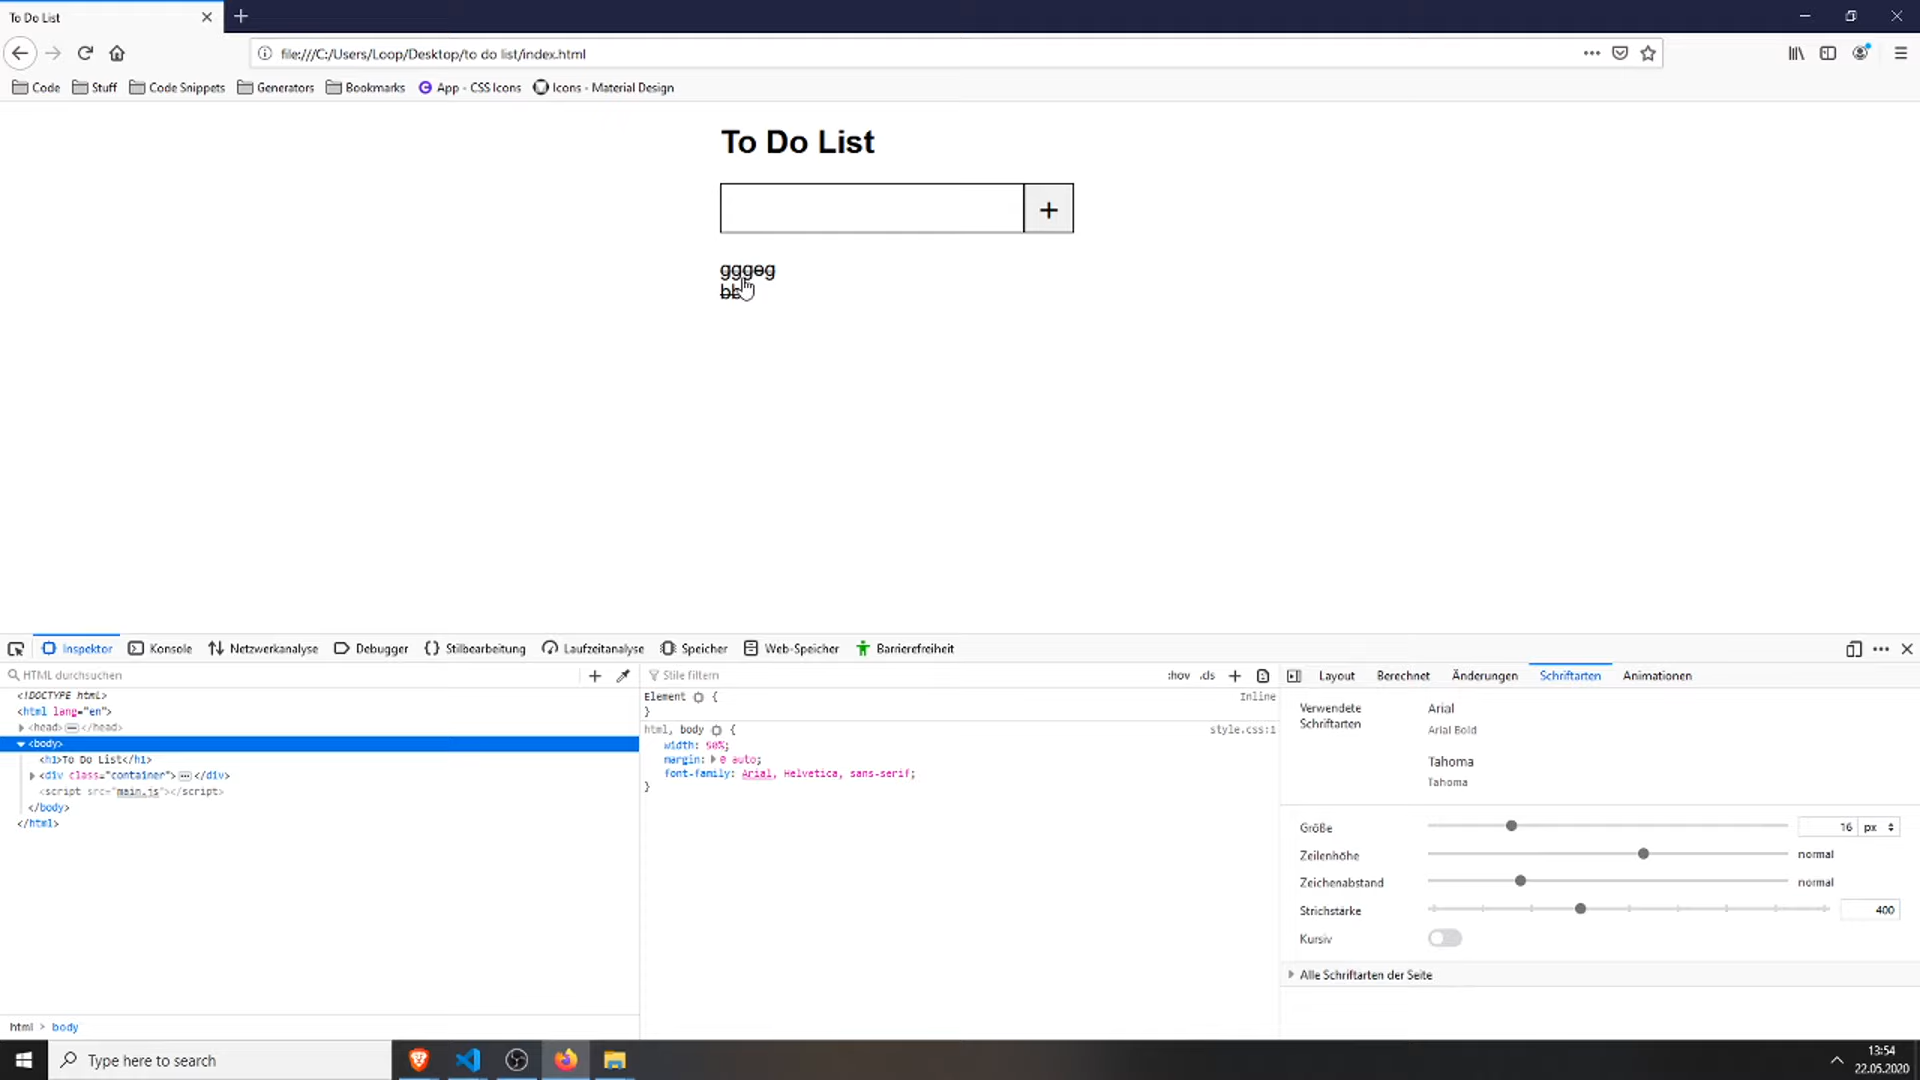 To Do List
file:///C:/Users/Loop/Desktop/to do list/index.html
Code Stuff Code Snippets Generators Bookmarks App - CSS Icons Icons - Material Design
To Do List
+
gggeg
Inspektor Konsole Netzwerkanalyse Debugger Stilbearbeitung Laufzeitanalyse Speicher Web-Speicher Barrierefreiheit
HTML durchsuchen
<!DOCTYPE html>
<html lang="en">
<head> </head>
<body>
<h1>To Do List</h1>
<div class="container"> </div>
<script src="main.js"></script>
</body>
</html>
html > body
Stile filtern :hov .cls +
Element { Inline
}
html, body { style.css:1
width: 50%;
margin: 0 auto;
font-family: Arial, Helvetica, sans-serif;
}
Layout Berechnet Änderungen Schriftarten Animationen
Verwendete Schriftarten
Arial
Arial Bold
Tahoma
Tahoma
Größe 16 px
Zeilenhöhe normal
Zeichenabstand normal
Strichstärke 400
Kursiv
Alle Schriftarten der Seite
Type here to search
13:54
22.05.2020